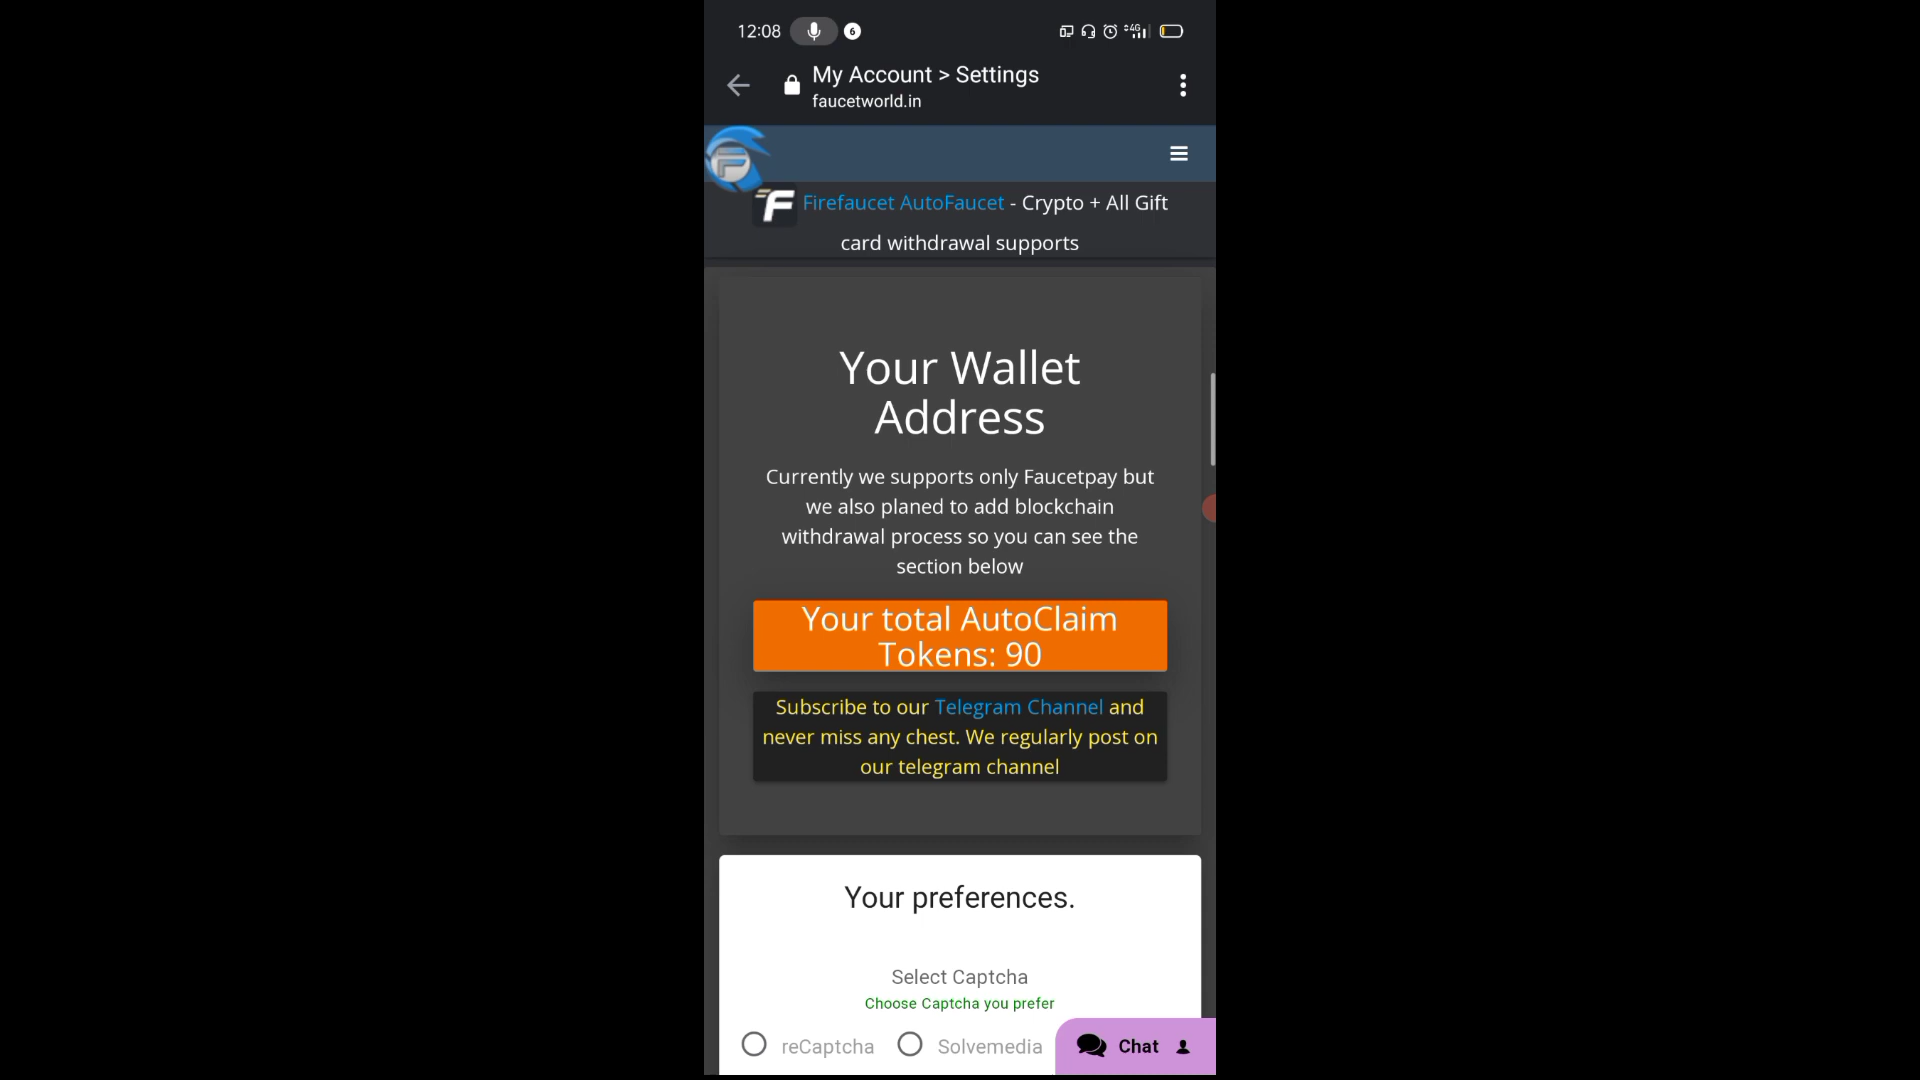 12:08 6 4G
My Account > Settings
faucetworld.in
Firefaucet AutoFaucet - Crypto + All Gift
card withdrawal supports
Your Wallet
Address
Currently we supports only Faucetpay but
we also planed to add blockchain
withdrawal process so you can see the
section below
Your total AutoClaim
Tokens: 90
Subscribe to our Telegram Channel and
never miss any chest. We regularly post on
our telegram channel
Your preferences.
Select Captcha
Choose Captcha you prefer
reCaptcha Solvemedia Chat